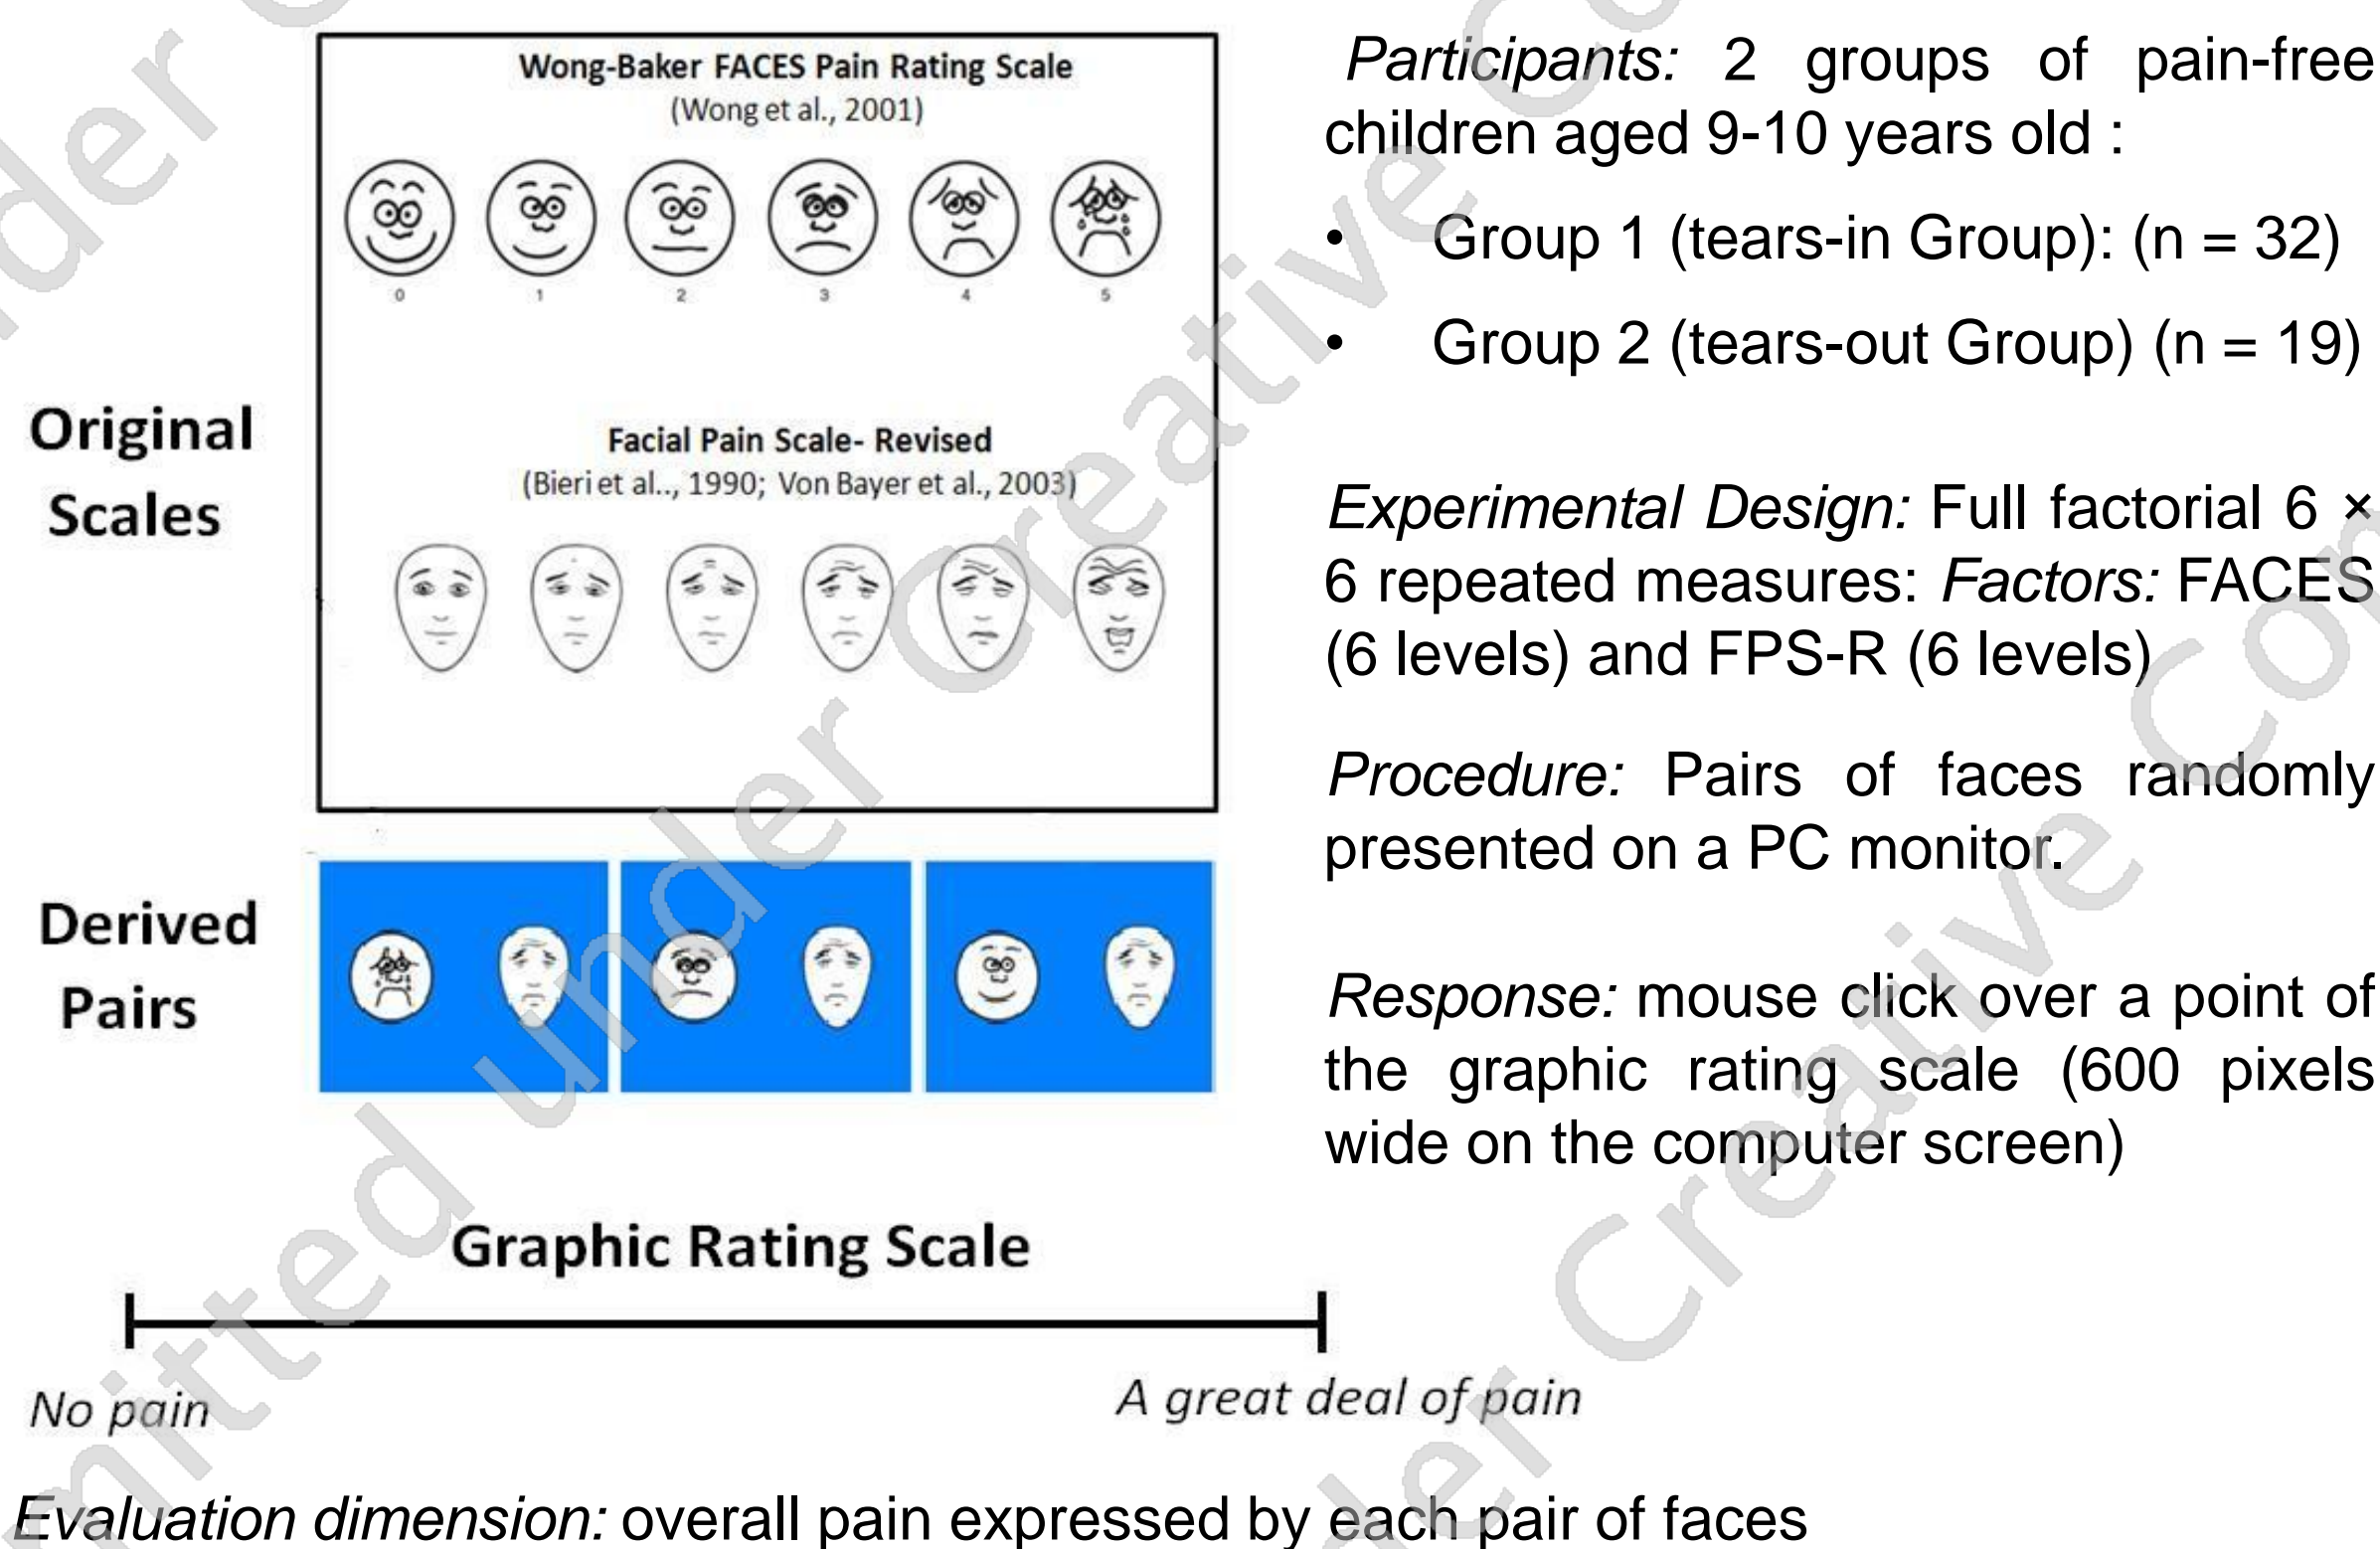 Wong-Baker FACES Pain Rating Scale
(Wong et al., 2001)
0 1 2 3 4 5
Facial Pain Scale- Revised
(Bieri et al.., 1990; Von Bayer et al., 2003)
Original
Scales
Derived
Pairs
Graphic Rating Scale
No pain
A great deal of pain
Participants: 2 groups of pain-free
children aged 9-10 years old :
• Group 1 (tears-in Group): (n = 32)
• Group 2 (tears-out Group) (n = 19)
Experimental Design: Full factorial 6 ×
6 repeated measures: Factors: FACES
(6 levels) and FPS-R (6 levels)
Procedure: Pairs of faces randomly
presented on a PC monitor.
Response: mouse click over a point of
the graphic rating scale (600 pixels
wide on the computer screen)
Evaluation dimension: overall pain expressed by each pair of faces
under Creative
under Creative